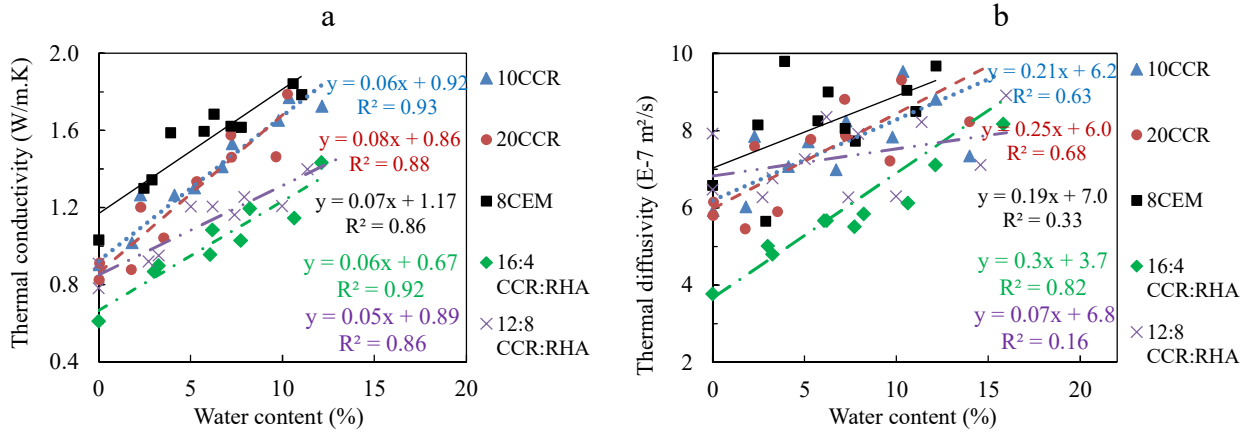 a
Thermal conductivity (W/m.K)
2.0
1.6
1.2
0.8
0.4
0
5
10
15
20
Water content (%)
y = 0.06x + 0.92
R² = 0.93
y = 0.08x + 0.86
R² = 0.88
y = 0.07x + 1.17
R² = 0.86
y = 0.06x + 0.67
R² = 0.92
y = 0.05x + 0.89
R² = 0.86
10CCR
20CCR
8CEM
16:4
CCR:RHA
12:8
CCR:RHA
b
Thermal diffusivity (E-7 m²/s)
10
8
6
4
2
0
5
10
15
20
Water content (%)
0.21x + 6.2
R² = 0.63
y = 0.25x + 6.0
R² = 0.68
y = 0.19x + 7.0
R² = 0.33
y = 0.3x + 3.7
R² = 0.82
y = 0.07x + 6.8
R² = 0.16
10CCR
20CCR
8CEM
16:4
CCR:RHA
12:8
CCR:RHA